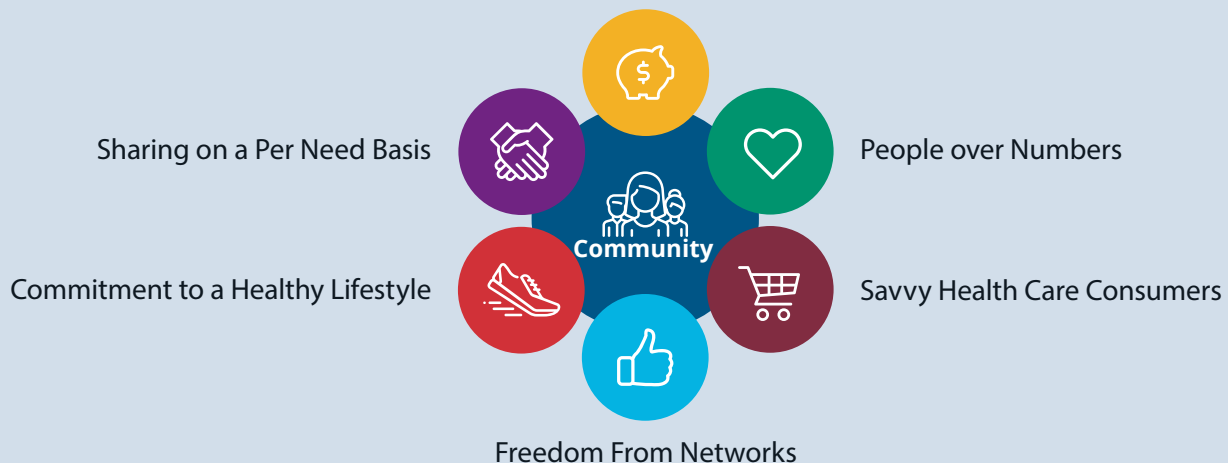 $
Sharing on a Per Need Basis
People over Numbers
Community
Commitment to a Healthy Lifestyle
Savvy Health Care Consumers
Freedom From Networks